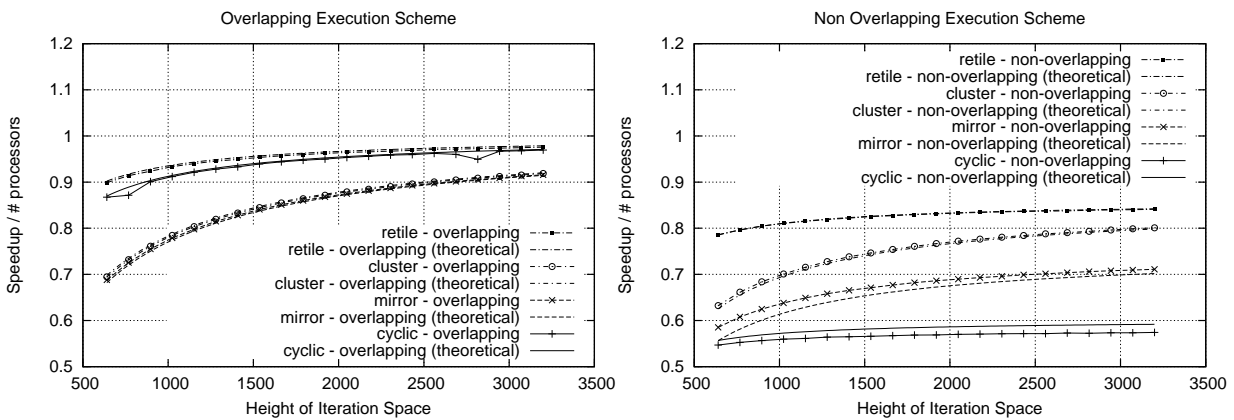 Overlapping Execution Scheme
1.2
1.1
1
0.9
0.8
0.7
0.6
0.5
Speedup / # processors
retile - overlapping
retile - overlapping (theoretical)
cluster - overlapping
cluster - overlapping (theoretical)
mirror - overlapping
mirror - overlapping (theoretical)
cyclic - overlapping
cyclic - overlapping (theoretical)
500 1000 1500 2000 2500 3000 3500
Height of Iteration Space
Non Overlapping Execution Scheme
1.2
1.1
1
0.9
0.8
0.7
0.6
0.5
Speedup / # processors
retile - non-overlapping
retile - non-overlapping (theoretical)
cluster - non-overlapping
cluster - non-overlapping (theoretical)
mirror - non-overlapping
mirror - non-overlapping (theoretical)
cyclic - non-overlapping
cyclic - non-overlapping (theoretical)
500 1000 1500 2000 2500 3000 3500
Height of Iteration Space